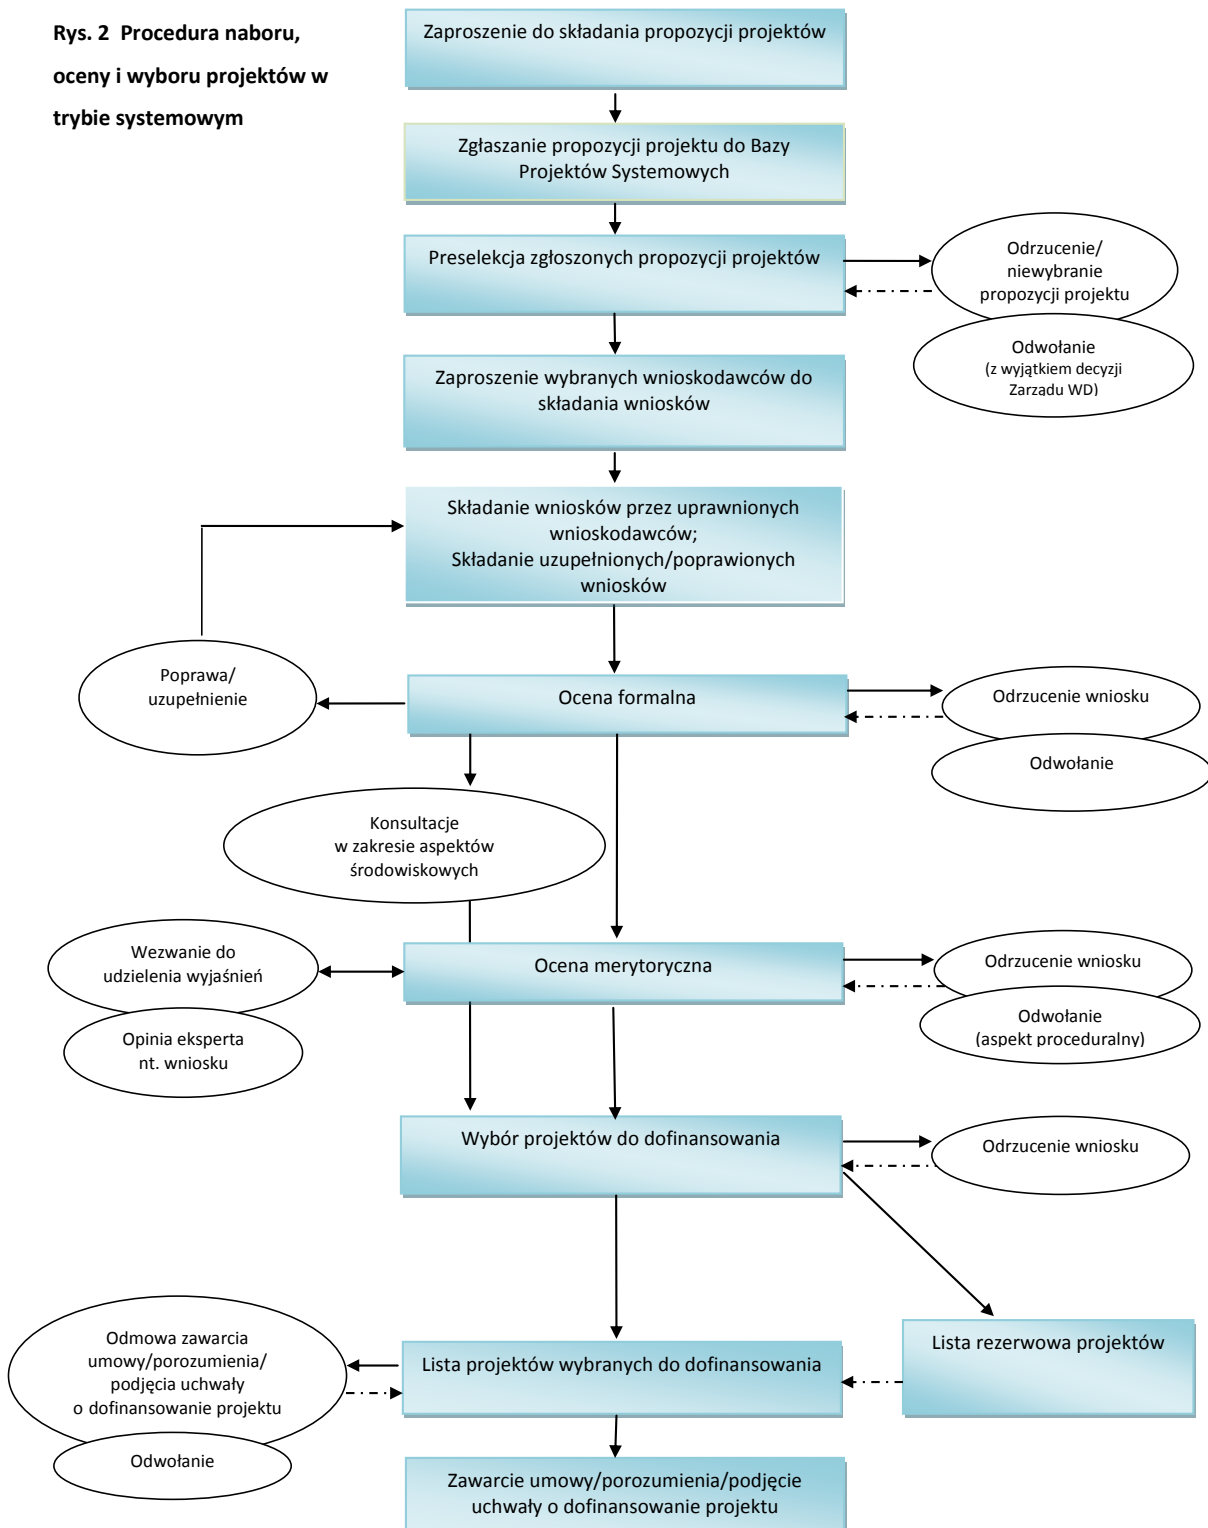 Rys. 2 Procedura naboru,
oceny i wyboru projektów w
trybie systemowym
Zaproszenie do składania propozycji projektów
Zgłaszanie propozycji projektu do Bazy
Projektów Systemowych
Preselekcja zgłoszonych propozycji projektów
Odrzucenie/
niewybranie
propozycji projektu
Odwołanie
(z wyjątkiem decyzji
Zarządu WD)
Zaproszenie wybranych wnioskodawców do
składania wniosków
Składanie wniosków przez uprawnionych
wnioskodawców;
Składanie uzupełnionych/poprawionych
wniosków
Poprawa/
uzupełnienie
Ocena formalna
Odrzucenie wniosku
Odwołanie
Konsultacje
w zakresie aspektów
środowiskowych
Wezwanie do
udzielenia wyjaśnień
Opinia eksperta
nt. wniosku
Ocena merytoryczna
Odrzucenie wniosku
Odwołanie
(aspekt proceduralny)
Wybór projektów do dofinansowania
Odrzucenie wniosku
Odmowa zawarcia
umowy/porozumienia/
podjęcia uchwały
o dofinansowanie projektu
Odwołanie
Lista projektów wybranych do dofinansowania
Lista rezerwowa projektów
Zawarcie umowy/porozumienia/podjęcie
uchwały o dofinansowanie projektu